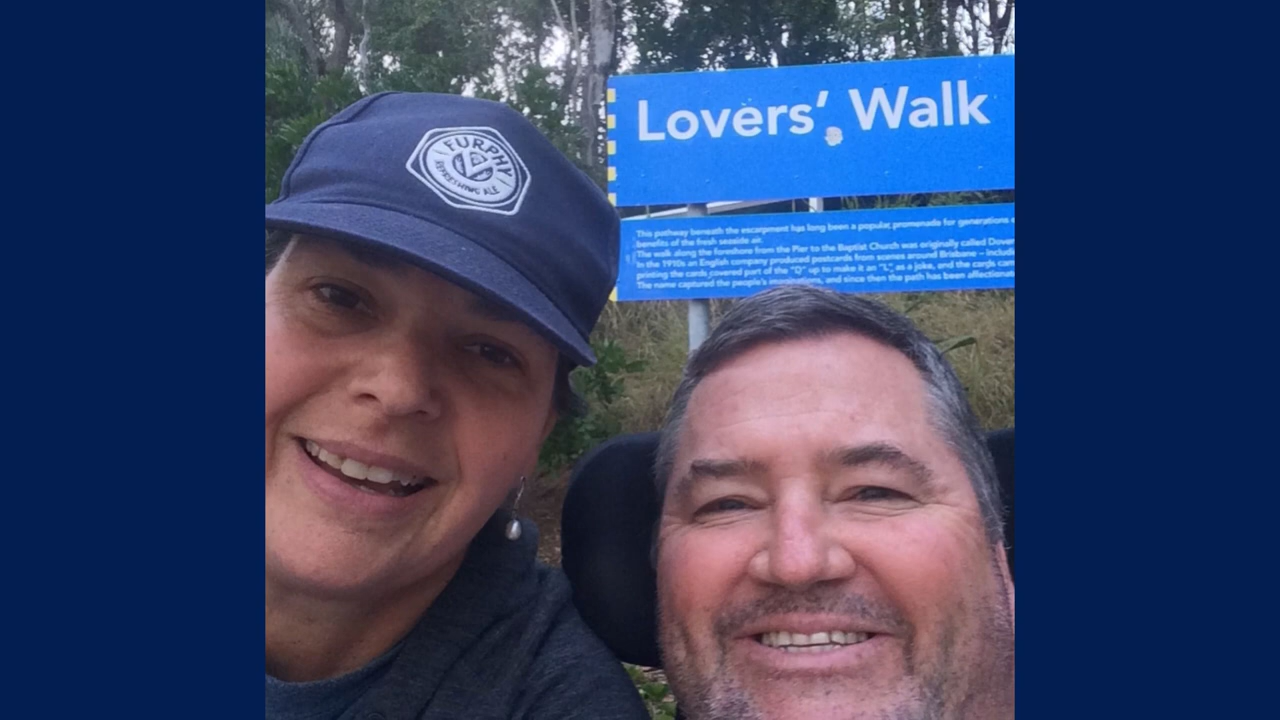 FURPHY
REFRESHING ALE
Lovers' Walk
This pathway beneath the escarpment has long been a popular promenade for generations
benefits of the fresh seaside air.
The walk along the foreshore from the Pier to the Baptist Church was originally called Dover
In the 1910s an English company produced postcards from scenes around Brisbane – includi
printing the cards covered part of the "D" up to make it an "L", as a joke, and the cards cam
The name captured the people's imaginations, and since then the path has been affectionat